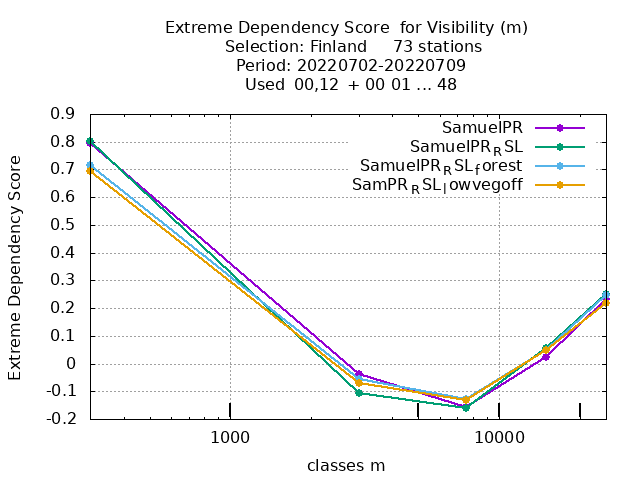 Extreme Dependency Score for Visibility (m)
Selection: Finland 73 stations
Period: 20220702-20220709
Used 00,12 + 00 01 ... 48
Extreme Dependency Score
0.9
0.8
0.7
0.6
0.5
0.4
0.3
0.2
0.1
0
-0.1
-0.2
SamuelPR
SamuelPR_RSL
SamuelPR_RSL_forest
SamPR_RSL_lowvegoff
1000
10000
classes m